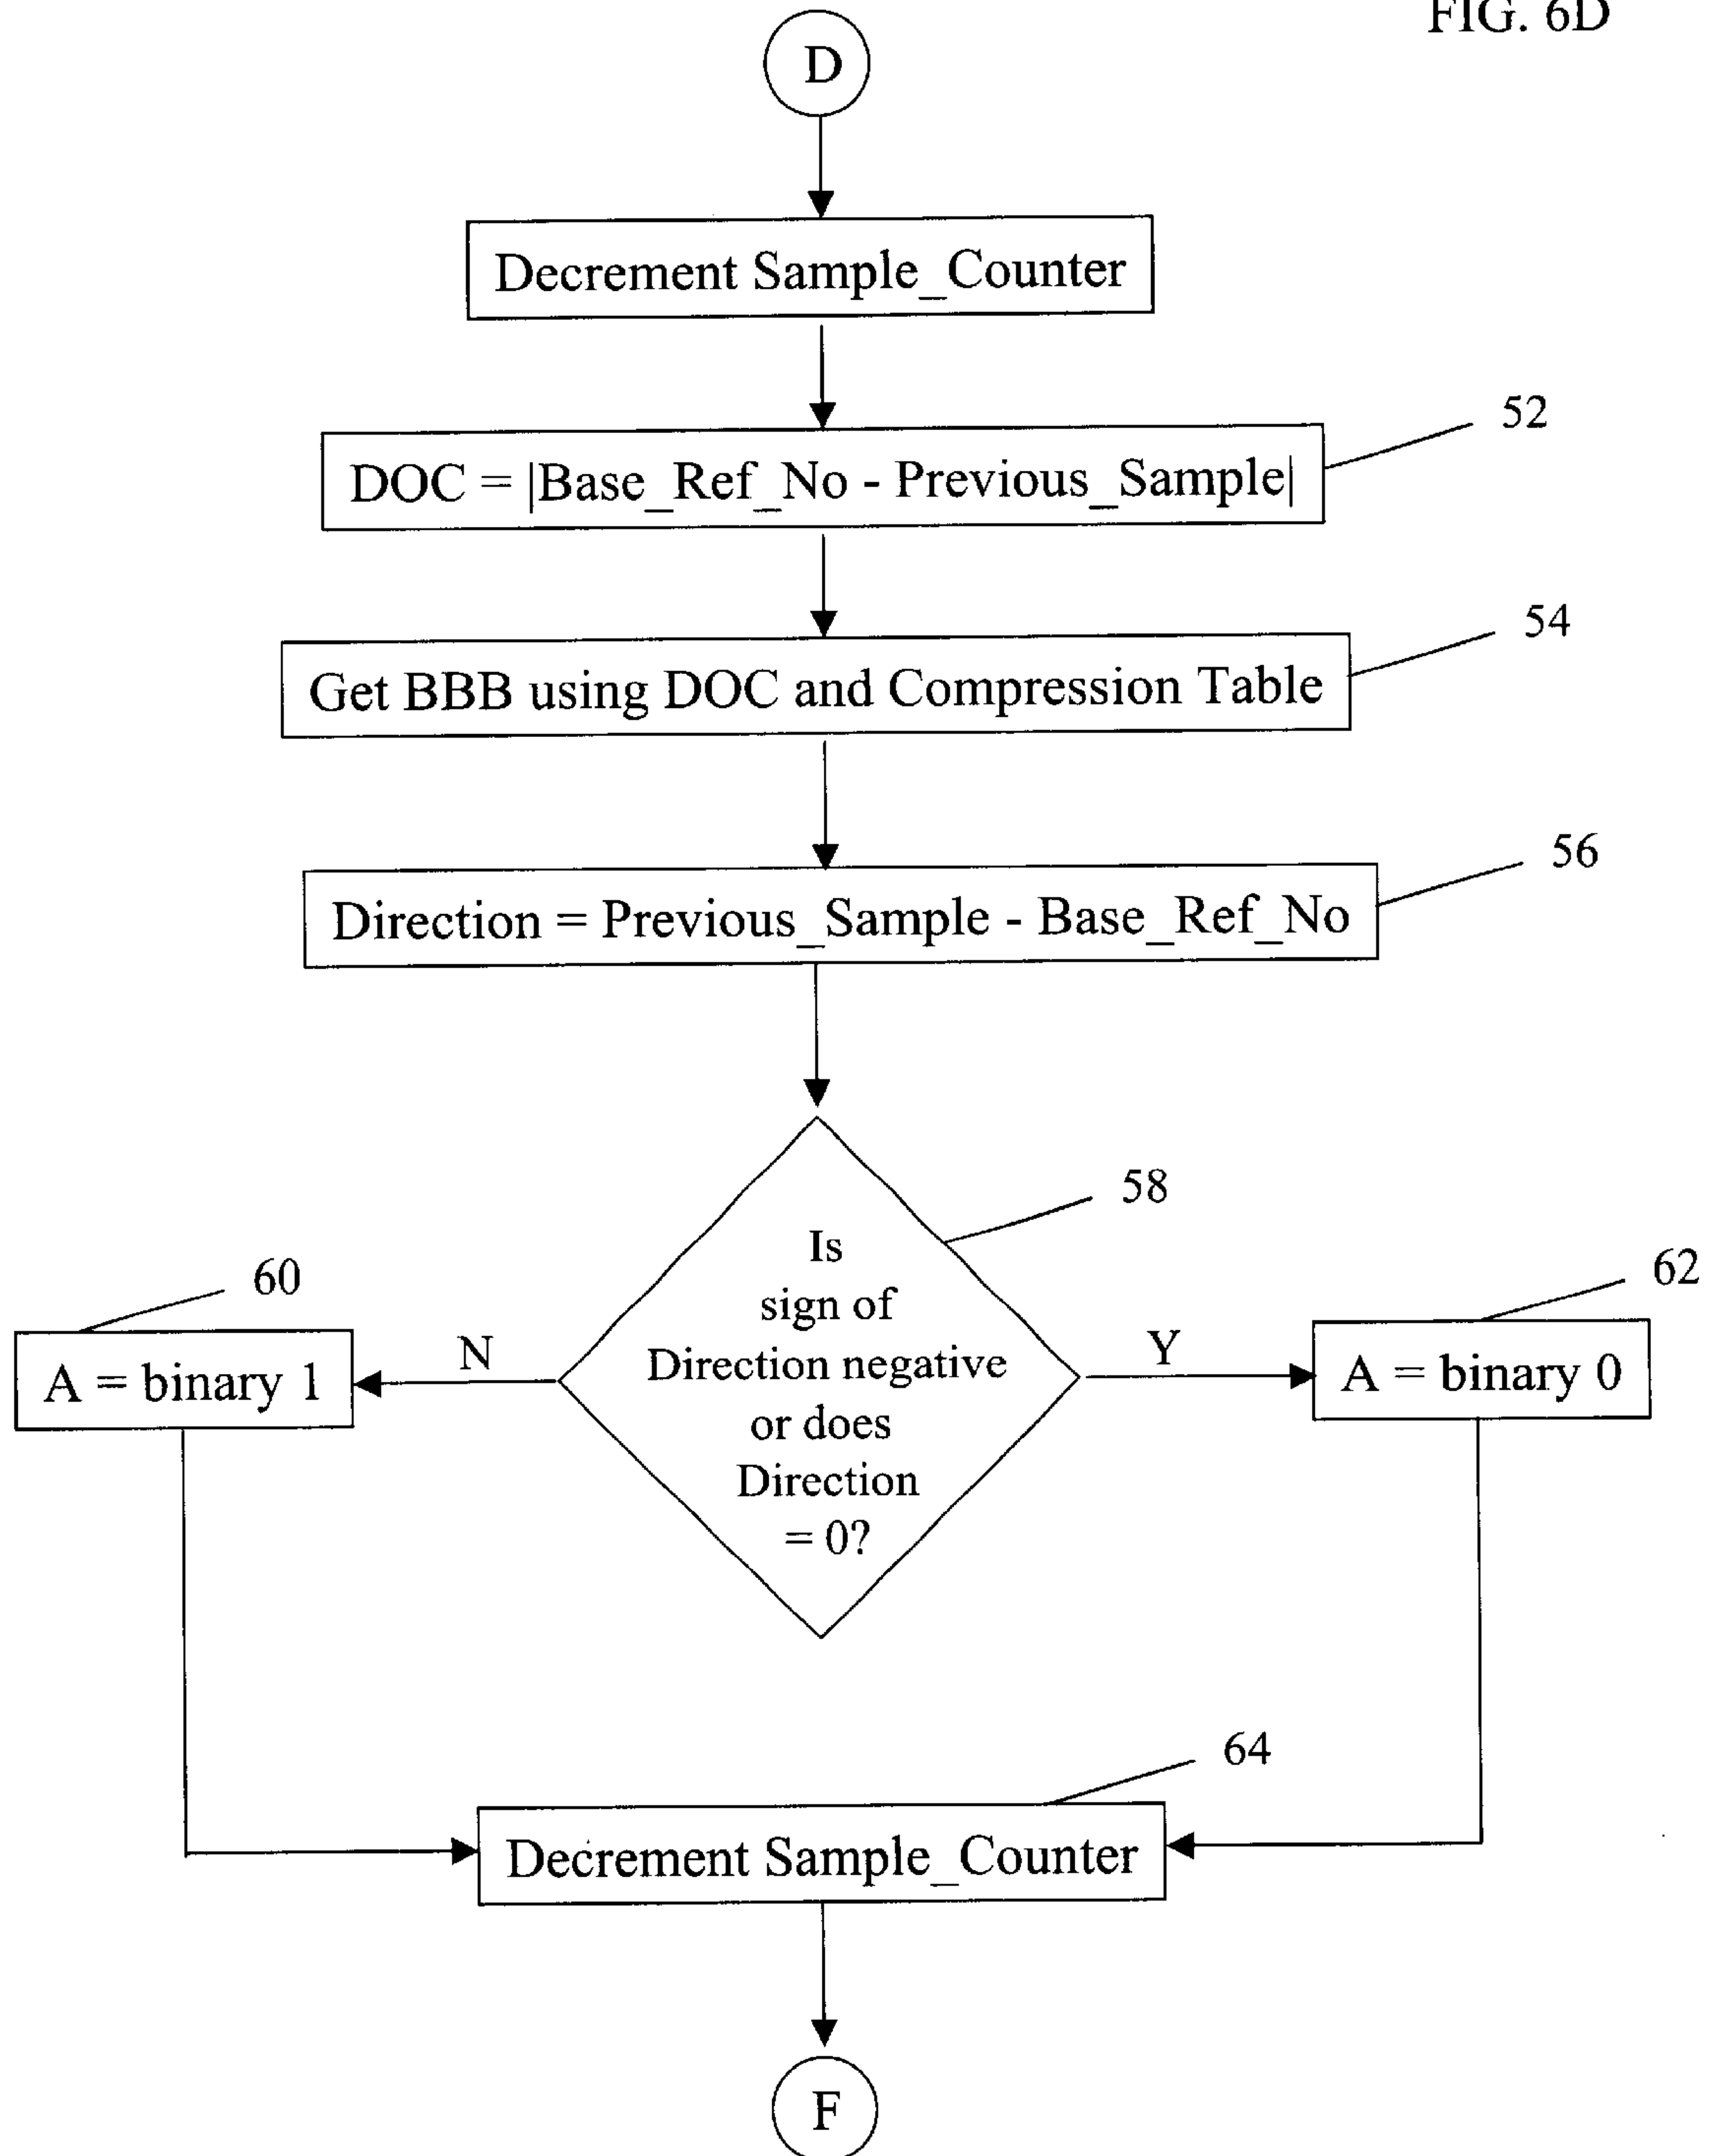 FIG. 6D
D
Decrement Sample_Counter
52
DOC = |Base_Ref_No - Previous_Sample|
54
Get BBB using DOC and Compression Table
56
Direction = Previous_Sample - Base_Ref_No
58
Is
sign of
Direction negative
or does
Direction
= 0?
60
N
A = binary 1
62
Y
A = binary 0
64
Decrement Sample_Counter
F